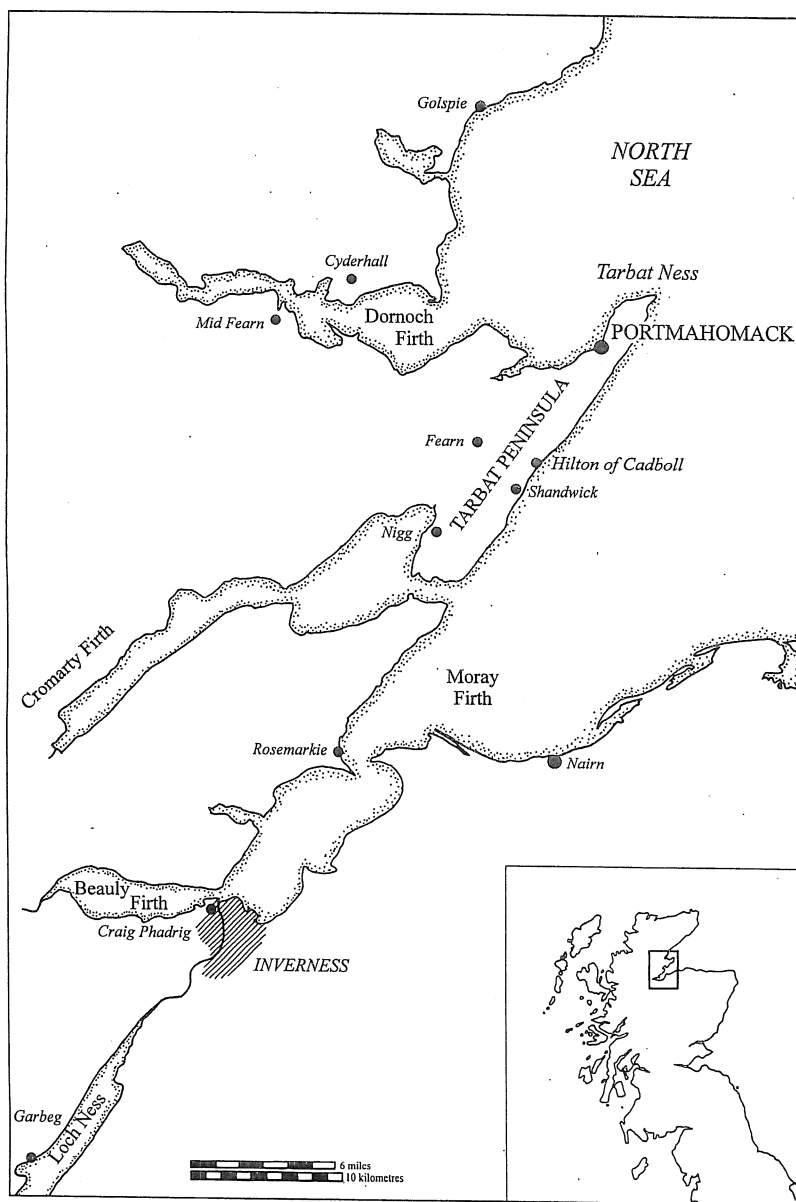 Golspie
NORTH
SEA
Cyderhall
Tarbat Ness
Mid Fearn
Dornoch
Firth
PORTMAHOMACK
TARBAT PENINSULA
Fearn
Hilton of Cadboll
Shandwick
Nigg
Cromarty Firth
Moray
Firth
Rosemarkie
Nairn
Beauly
Firth
Craig Phadrig
INVERNESS
Garbeg
Loch Ness
6 miles
10 kilometres